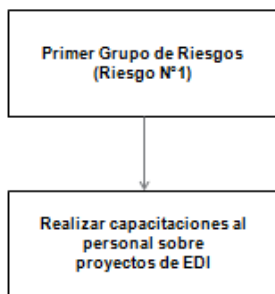 Primer Grupo de Riesgos
(Riesgo N°1)
Realizar capacitaciones al
personal sobre
proyectos de EDI